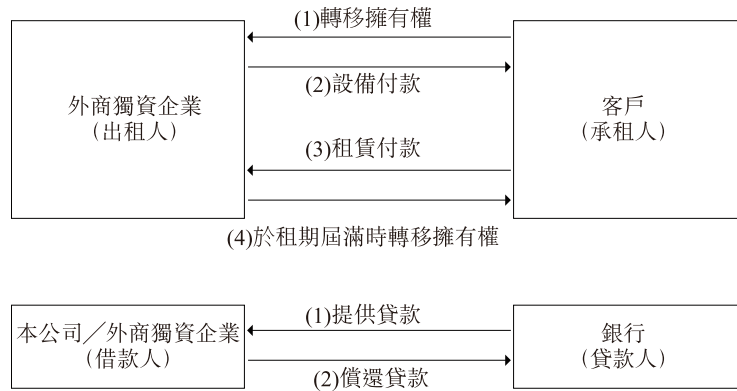 (1)轉移擁有權
外商獨資企業
（出租人）
(2)設備付款
客戶
（承租人）
(3)租賃付款
(4)於租期屆滿時轉移擁有權
本公司／外商獨資企業
（借款人）
(1)提供貸款
銀行
（貸款人）
(2)償還貸款